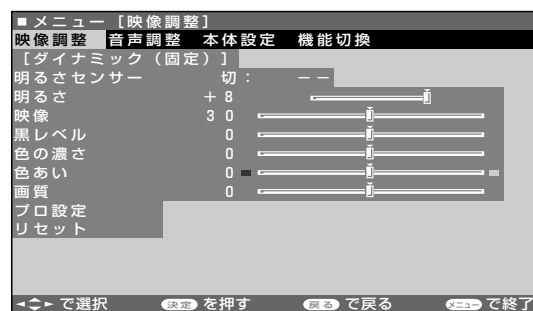 ■メニュー [映像調整]
映像調整 音声調整 本体設定 機能切換
[ダイナミック(固定)]
明るさセンサー 切: －－
明るさ ＋8
映像 30
黒レベル 0
色の濃さ 0
色あい 0
画質 0
プロ設定
リセット
で選択 決定 を押す 戻る で戻る メニュー で終了